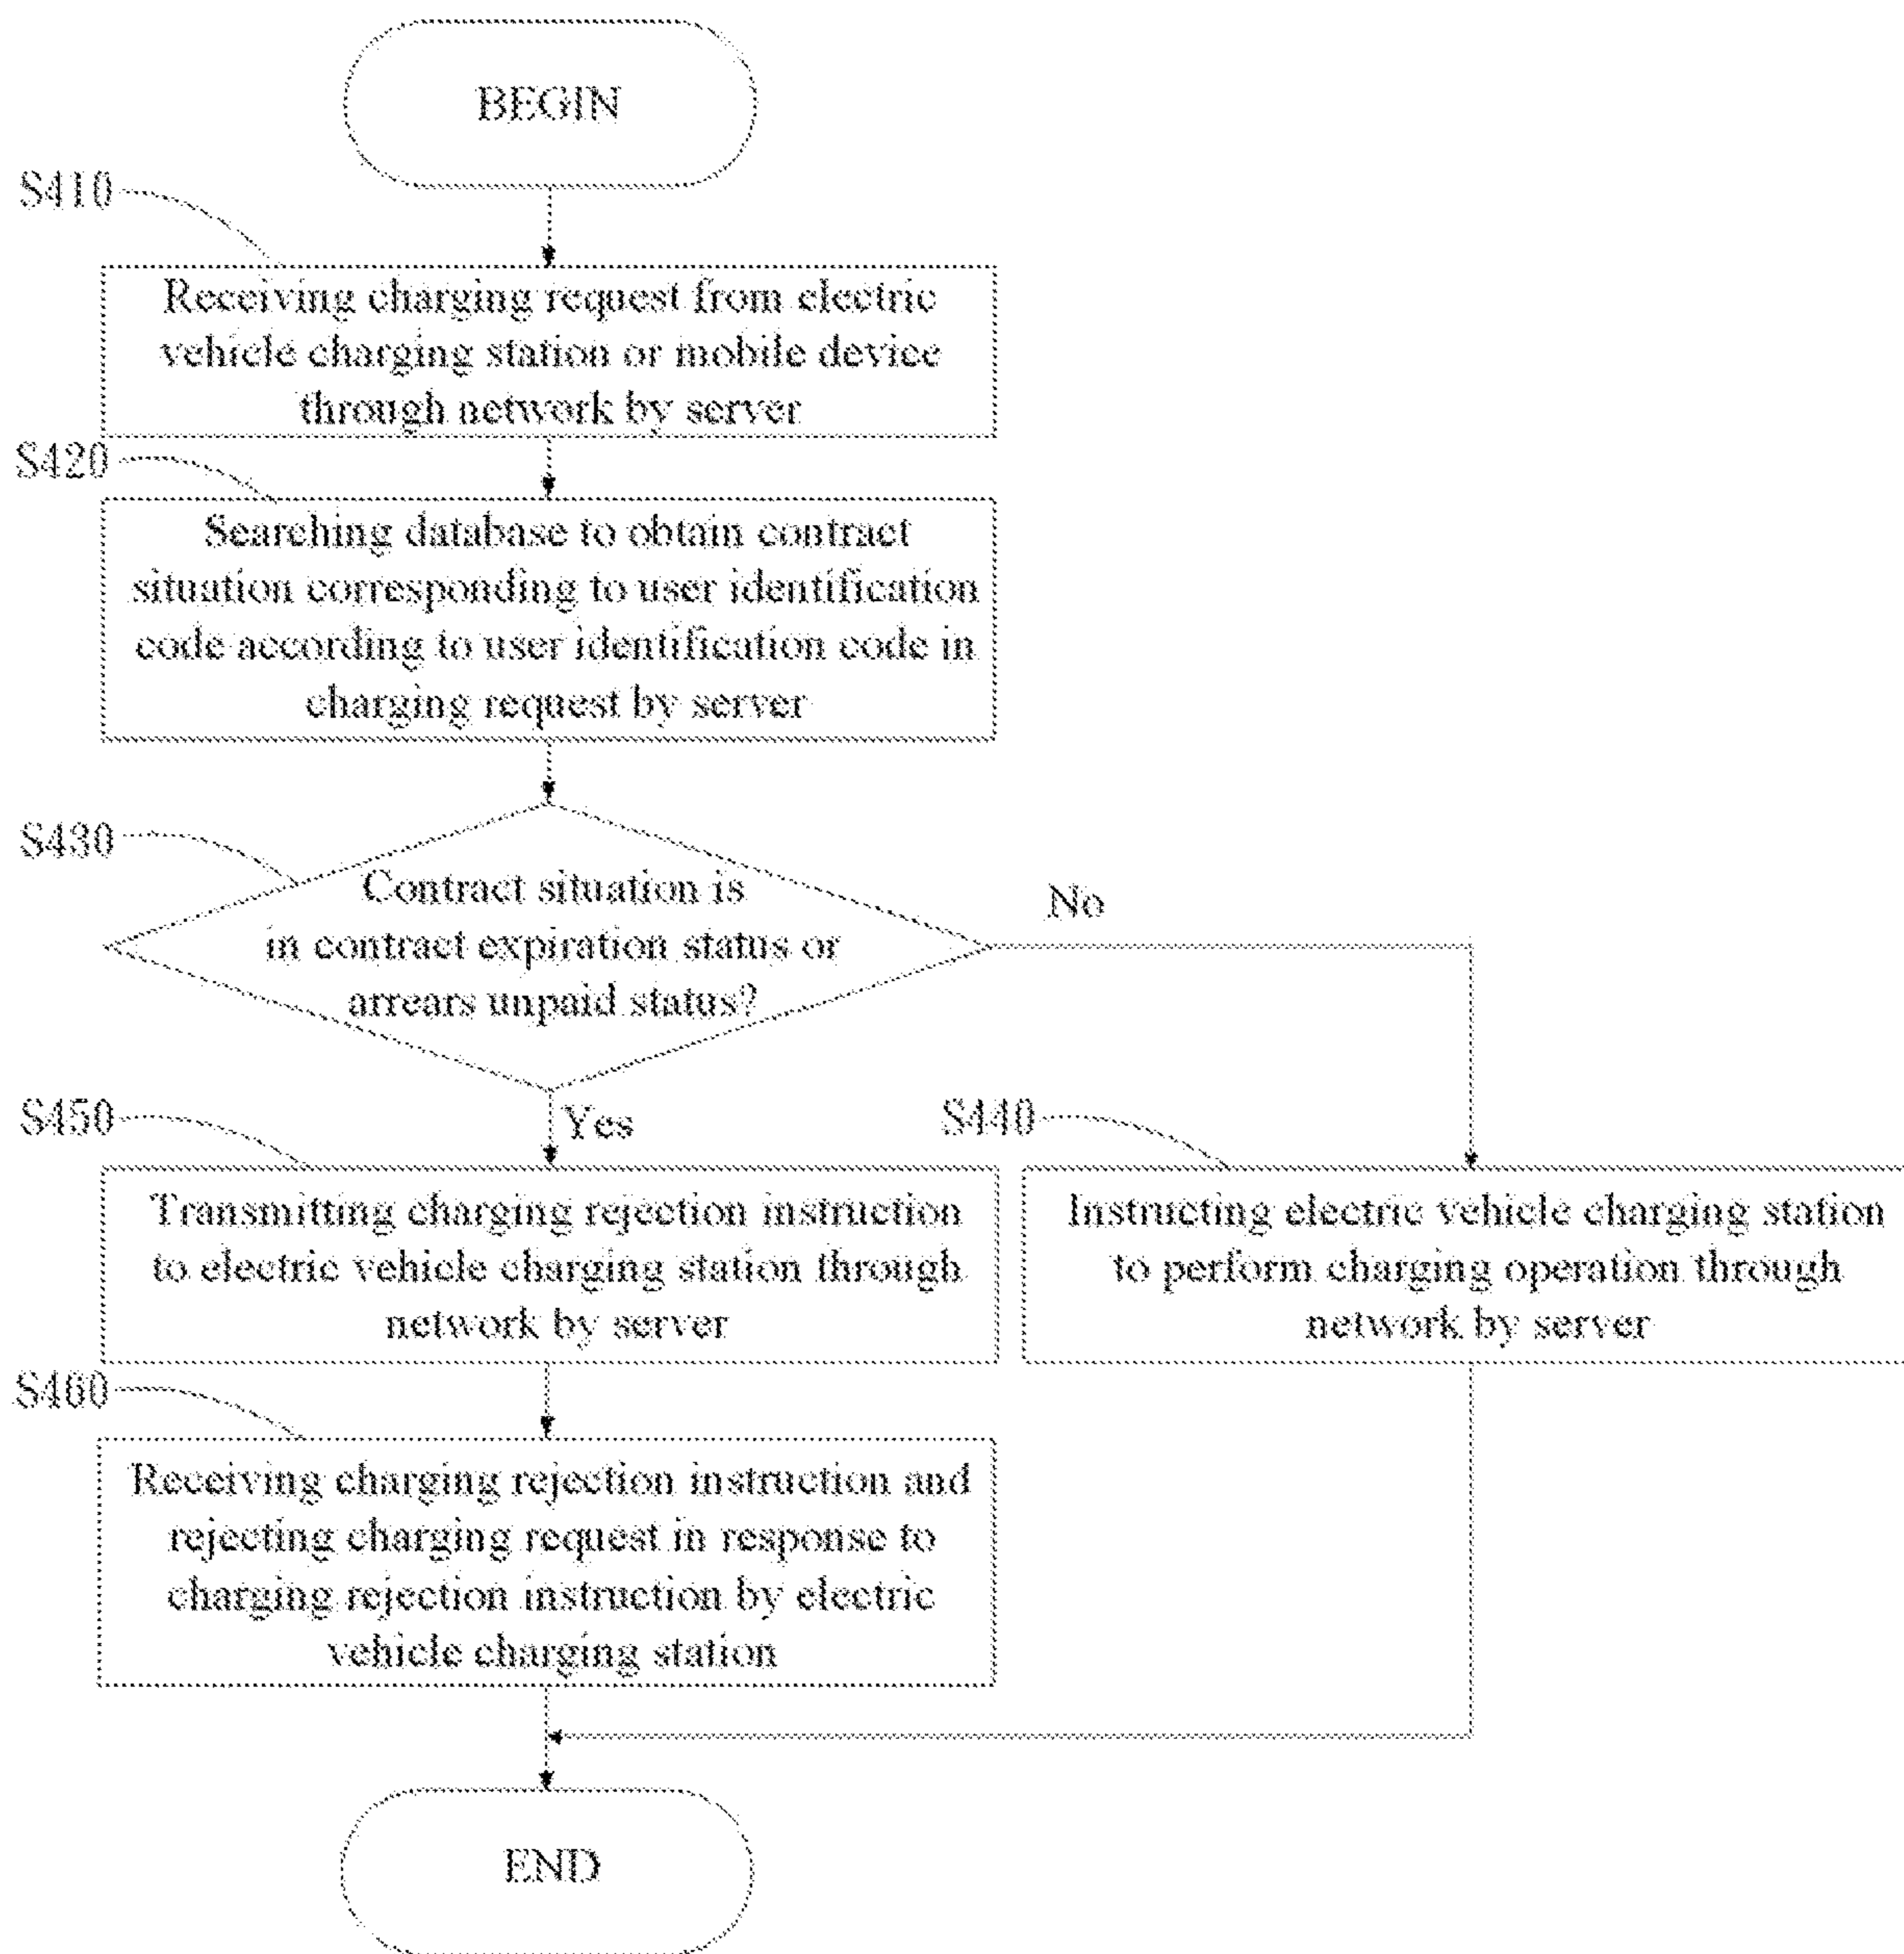 BEGIN
S410
Receiving charging request from electric
vehicle charging station or mobile device
through network by server
S420
Searching database to obtain contract
situation corresponding to user identification
code according to user identification code in
charging request by server
S430
Contract situation is
in contract expiration status or
arrears unpaid status?
No
Yes
S450
Transmitting charging rejection instruction
to electric vehicle charging station through
network by server
S440
Instructing electric vehicle charging station
to perform charging operation through
network by server
S460
Receiving charging rejection instruction and
rejecting charging request in response to
charging rejection instruction by electric
vehicle charging station
END